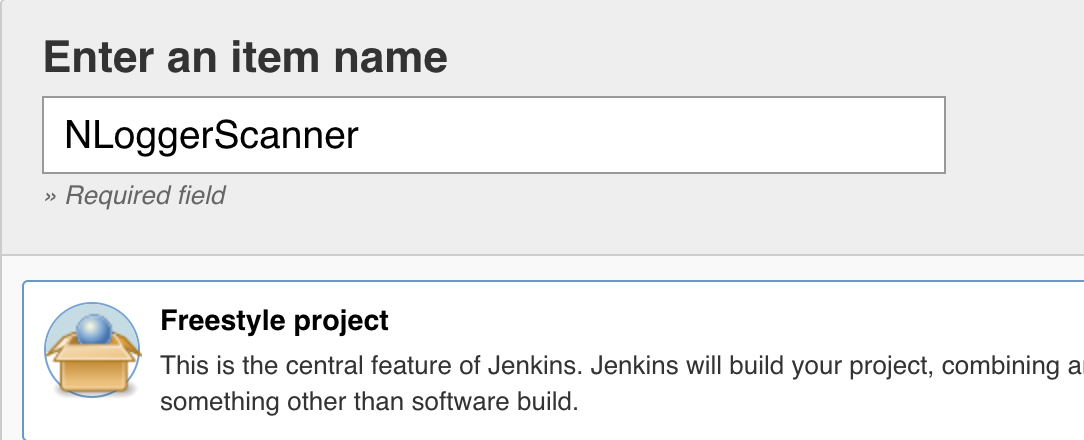 Enter an item name
NLoggerScanner
» Required field
Freestyle project
This is the central feature of Jenkins. Jenkins will build your project, combining
something other than software build.